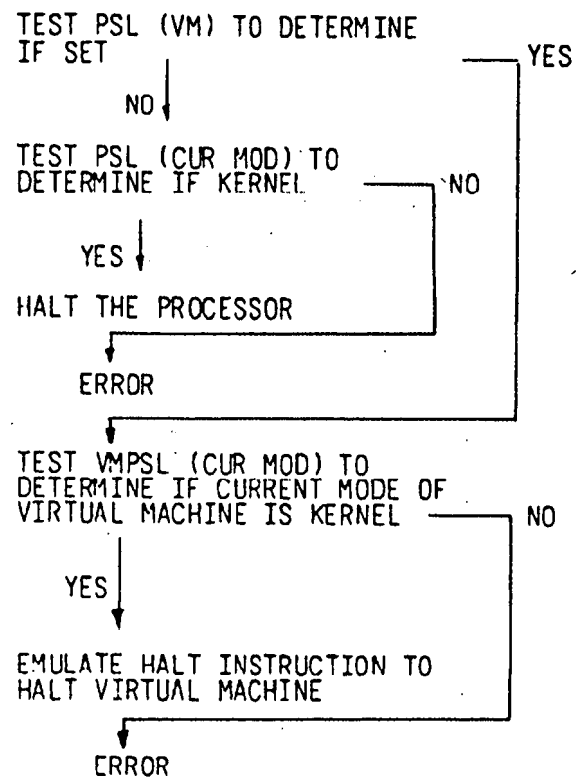 TEST PSL (VM) TO DETERMINE
IF SET
YES
NO
TEST PSL (CUR MOD) TO
DETERMINE IF KERNEL
NO
YES
HALT THE PROCESSOR
ERROR
TEST VMPSL (CUR MOD) TO
DETERMINE IF CURRENT MODE OF
VIRTUAL MACHINE IS KERNEL
NO
YES
EMULATE HALT INSTRUCTION TO
HALT VIRTUAL MACHINE
ERROR